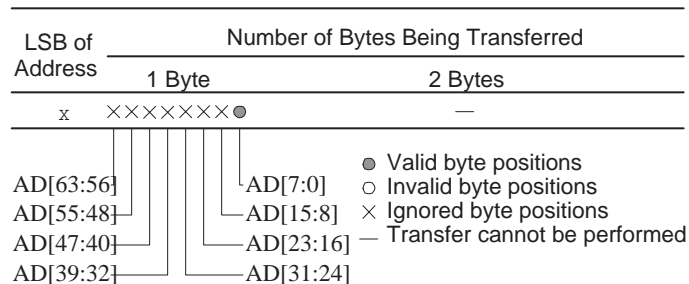 LSB of Address Number of Bytes Being Transferred
1 Byte 2 Bytes
x ××××××× ● —
AD[63:56] AD[7:0] ● Valid byte positions
AD[55:48] AD[15:8] ○ Invalid byte positions
AD[47:40] AD[23:16] × Ignored byte positions
AD[39:32] AD[31:24] — Transfer cannot be performed